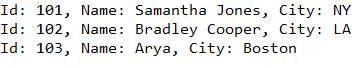 Id: 101, Name: Samantha Jones, City: NY
Id: 102, Name: Bradley Cooper, City: LA
Id: 103, Name: Arya, City: Boston